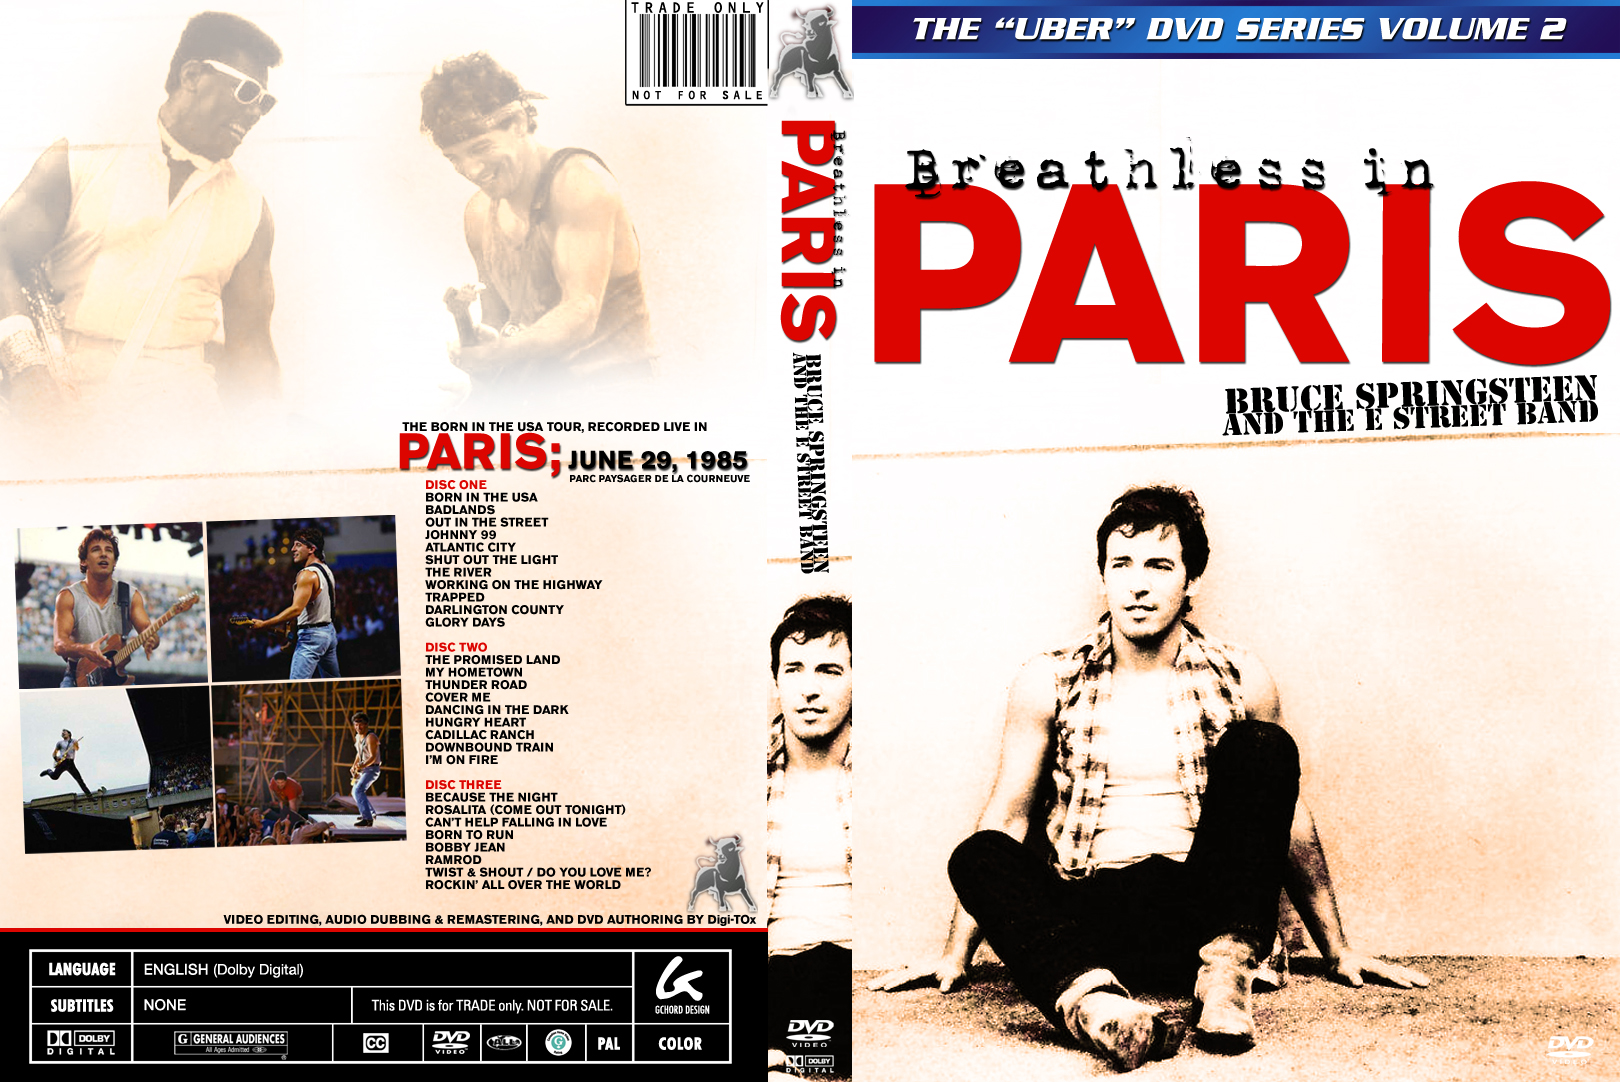 TRADE ONLY
NOT FOR SALE
THE BORN IN THE USA TOUR, RECORDED LIVE IN
PARIS; JUNE 29, 1985
PARC PAYSAGER DE LA COURNEUVE
DISC ONE
BORN IN THE USA
BADLANDS
OUT IN THE STREET
JOHNNY 99
ATLANTIC CITY
SHUT OUT THE LIGHT
THE RIVER
WORKING ON THE HIGHWAY
TRAPPED
DARLINGTON COUNTY
GLORY DAYS
DISC TWO
THE PROMISED LAND
MY HOMETOWN
THUNDER ROAD
COVER ME
DANCING IN THE DARK
HUNGRY HEART
CADILLAC RANCH
DOWNBOUND TRAIN
I'M ON FIRE
DISC THREE
BECAUSE THE NIGHT
ROSALITA (COME OUT TONIGHT)
CAN'T HELP FALLING IN LOVE
BORN TO RUN
BOBBY JEAN
RAMROD
TWIST & SHOUT / DO YOU LOVE ME?
ROCKIN' ALL OVER THE WORLD
VIDEO EDITING, AUDIO DUBBING & REMASTERING, AND DVD AUTHORING BY Digi-TOx
LANGUAGE
ENGLISH (Dolby Digital)
SUBTITLES
NONE
This DVD is for TRADE only. NOT FOR SALE.
GCHORD DESIGN
DOLBY
DIGITAL
G GENERAL AUDIENCES
All Ages Admitted
CC
DVD
VIDEO
PAL
COLOR
Breathless in
PARIS
BRUCE SPRINGSTEEN
AND THE E STREET BAND
DVD
VIDEO
DOLBY
DIGITAL
THE “UBER” DVD SERIES VOLUME 2
Breathless in
PARIS
BRUCE SPRINGSTEEN
AND THE E STREET BAND
DVD
VIDEO